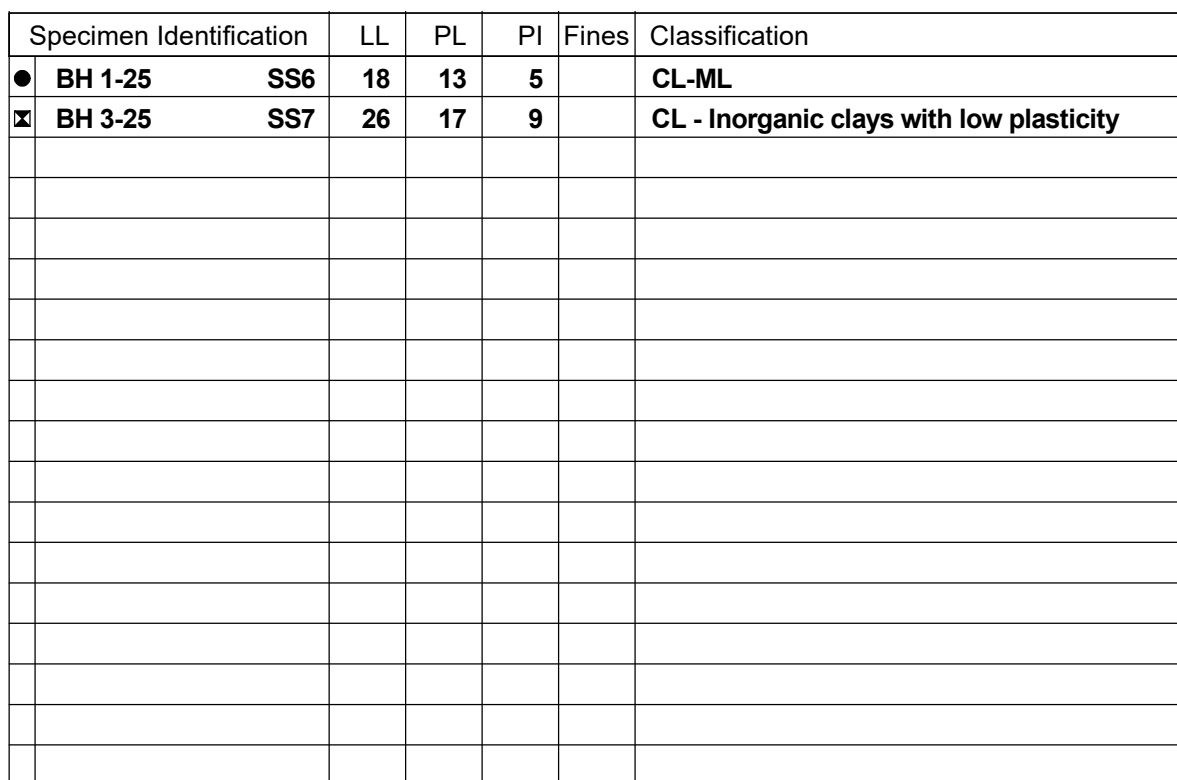 Specimen Identification LL PL PI Fines Classification
BH 1-25 SS6 18 13 5 CL-ML
BH 3-25 SS7 26 17 9 CL - Inorganic clays with low plasticity